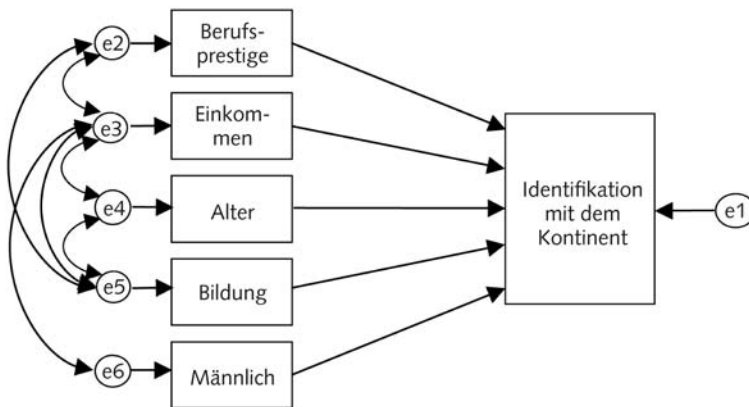 e2
Berufs-
prestige
e3
Einkom-
men
e4
Alter
e5
Bildung
e6
Männlich
Identifikation
mit dem
Kontinent
e1